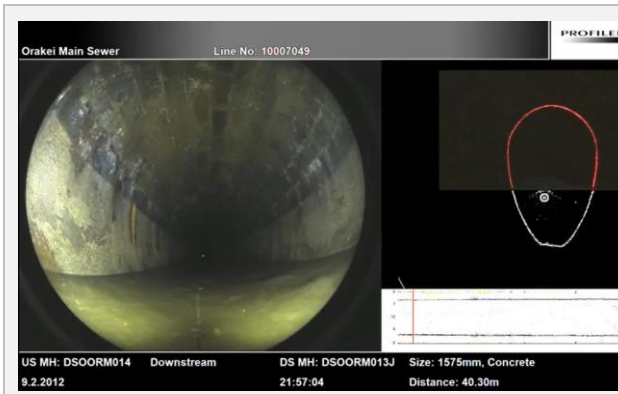 Orakei Main Sewer Line No: 10007049
US MH: DSOORM014 Downstream DS MH: DSOORM013J Size: 1575mm, Concrete
9.2.2012 21:57:04 Distance: 40.30m